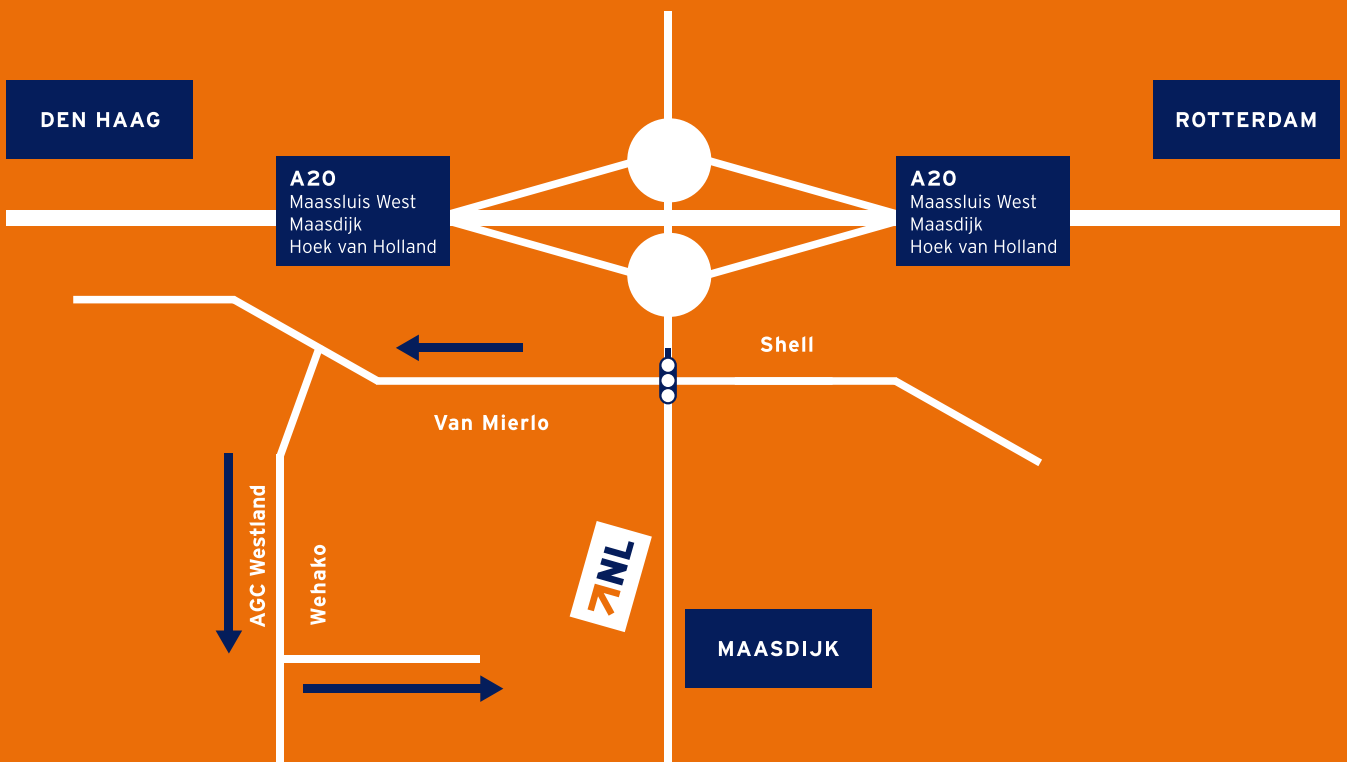 DEN HAAG
ROTTERDAM
A20
Maassluis West
Maasdijk
Hoek van Holland
A20
Maassluis West
Maasdijk
Hoek van Holland
Shell
Van Mierlo
AGC Westland
Wehako
NL
MAASDIJK